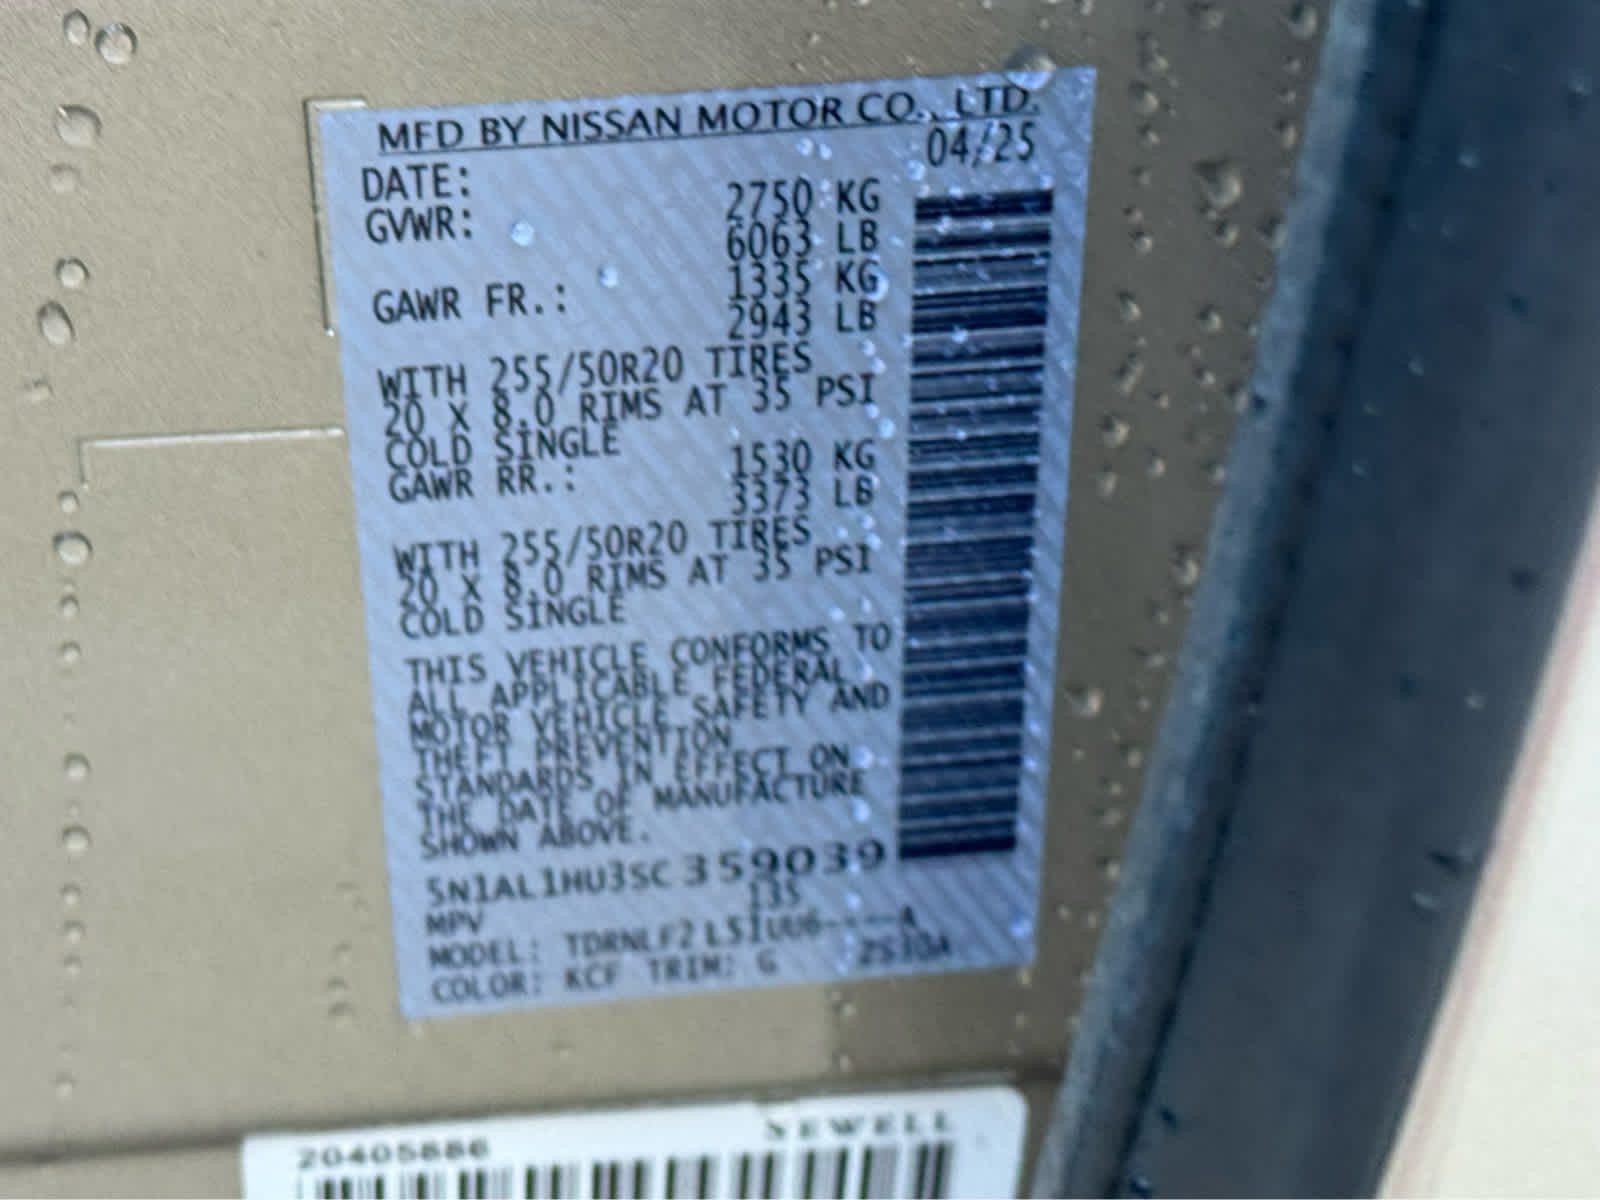 MFD BY NISSAN MOTOR CO., LTD.
DATE: 04/25
GVWR: 2750 KG
6063 LB
GAWR FR.: 1335 KG
2943 LB
WITH 255/50R20 TIRES
20 X 8.0 RIMS AT 35 PSI
COLD SINGLE
GAWR RR.: 1530 KG
3373 LB
WITH 255/50R20 TIRES
20 X 8.0 RIMS AT 35 PSI
COLD SINGLE
THIS VEHICLE CONFORMS TO
ALL APPLICABLE FEDERAL
MOTOR VEHICLE SAFETY AND
THEFT PREVENTION
STANDARDS IN EFFECT ON
THE DATE OF MANUFACTURE
SHOWN ABOVE.
5N1AL1HU3SC359039
MPV 135
MODEL:
COLOR: KCF TRIM: G
20405886 SEWELL